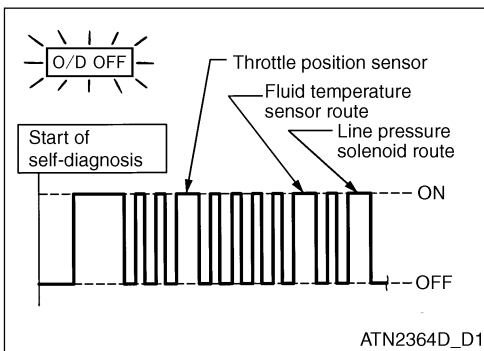 O/D OFF
Throttle position sensor
Fluid temperature
sensor route
Line pressure
solenoid route
Start of
self-diagnosis
ON
OFF
ATN2364D_D1